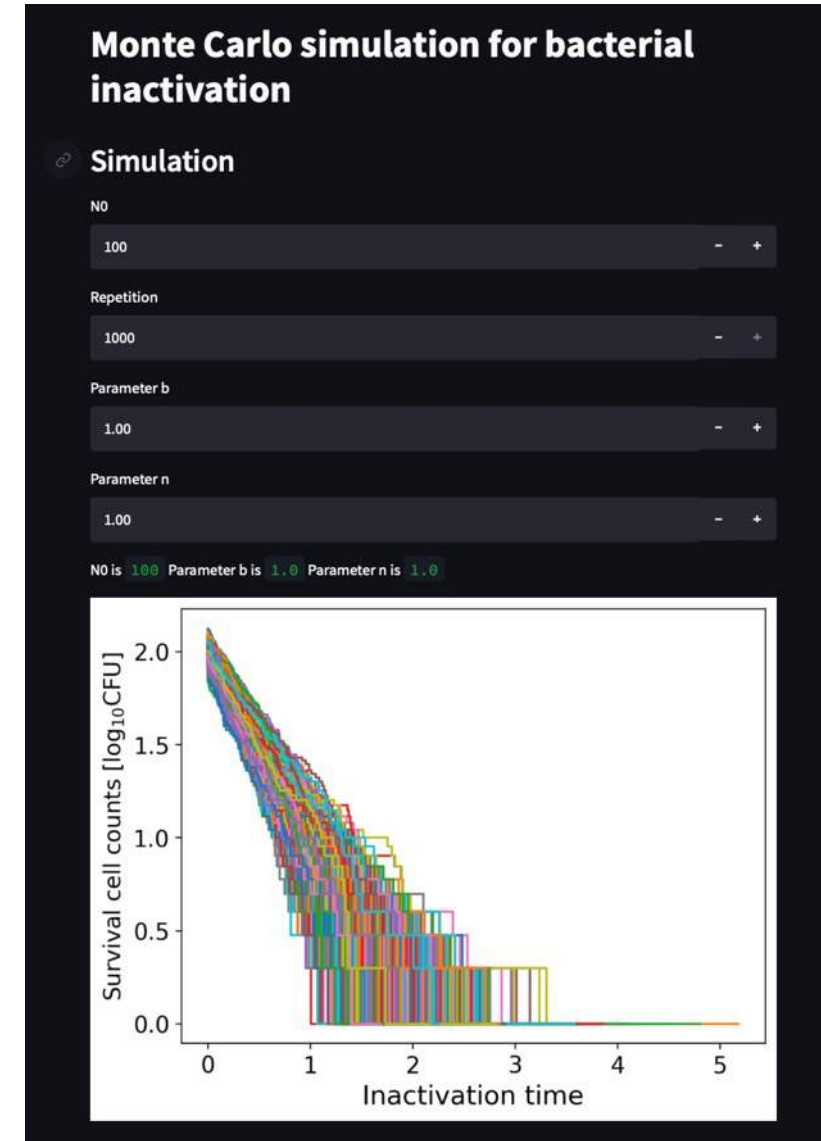 Monte Carlo simulation for bacterial
inactivation
Simulation
N0
100
- +
Repetition
1000
- +
Parameter b
1.00
- +
Parameter n
1.00
- +
N0 is 100 Parameter b is 1.0 Parameter n is 1.0
Survival cell counts [log₁₀CFU]
2.0
1.5
1.0
0.5
0.0
0 1 2 3 4 5
Inactivation time